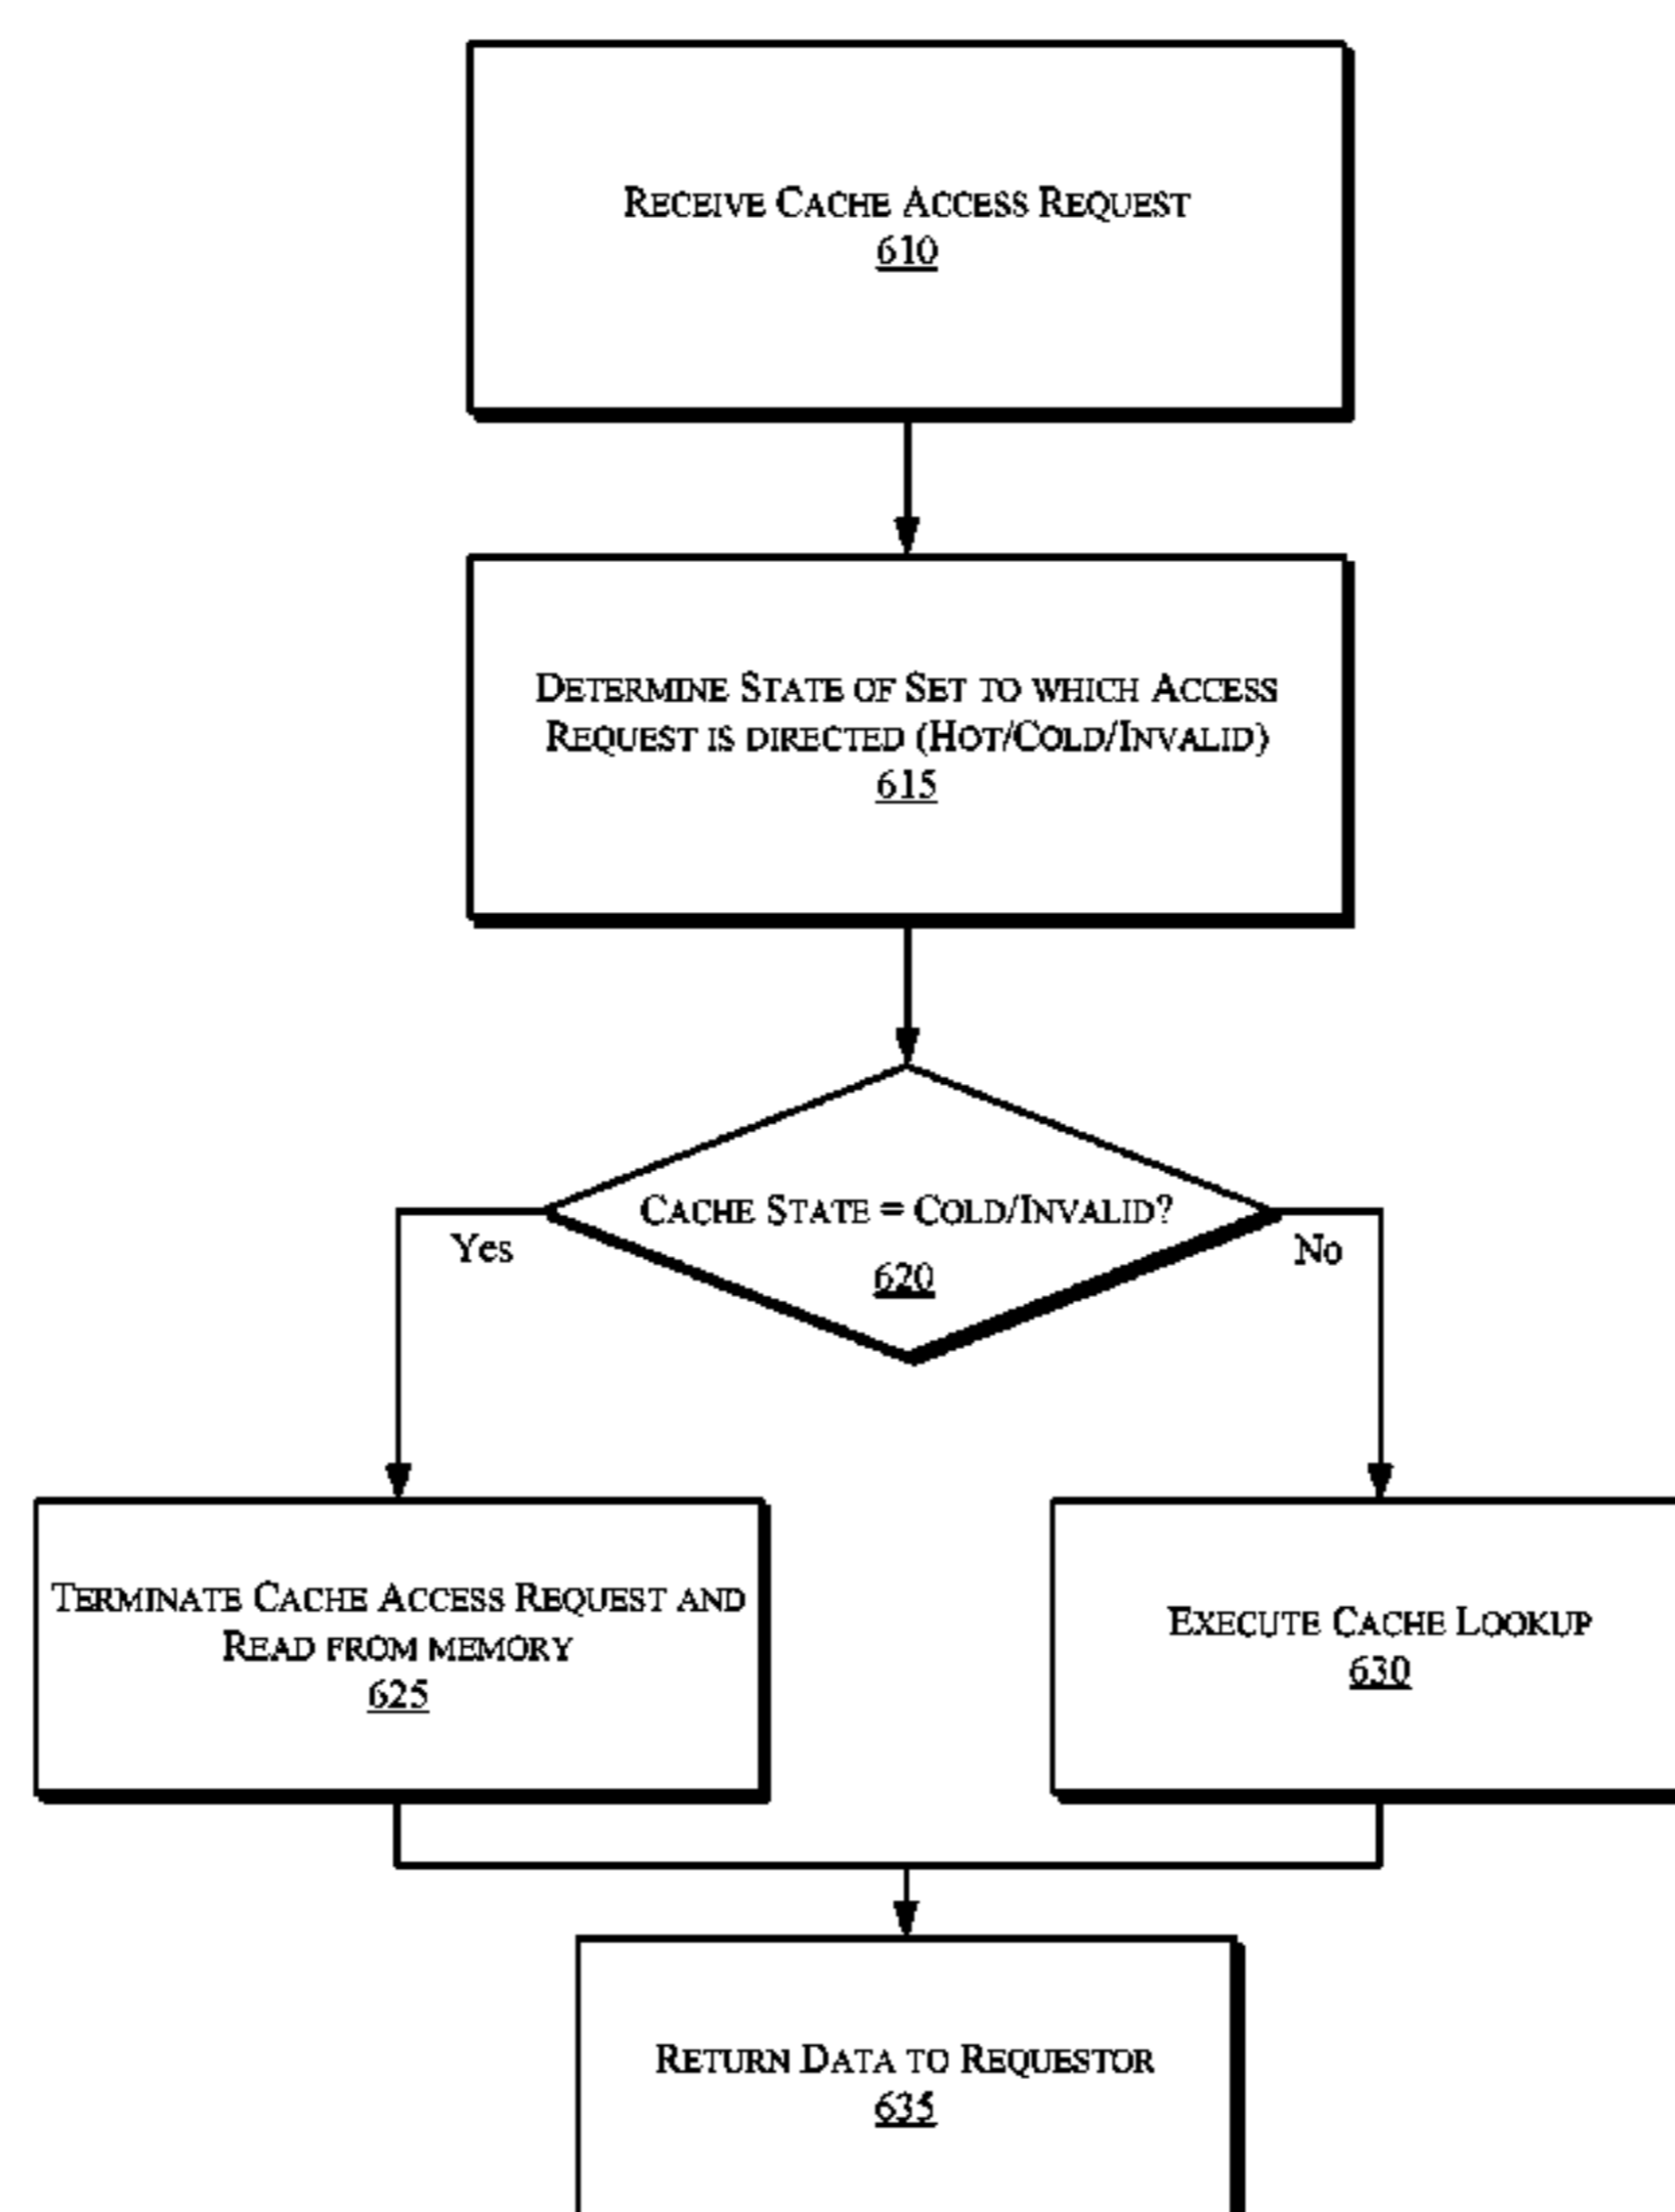 RECEIVE CACHE ACCESS REQUEST
610
DETERMINE STATE OF SET TO WHICH ACCESS
REQUEST IS DIRECTED (HOT/COLD/INVALID)
615
CACHE STATE = COLD/INVALID?
620
Yes
No
TERMINATE CACHE ACCESS REQUEST AND
READ FROM MEMORY
625
EXECUTE CACHE LOOKUP
630
RETURN DATA TO REQUESTOR
635